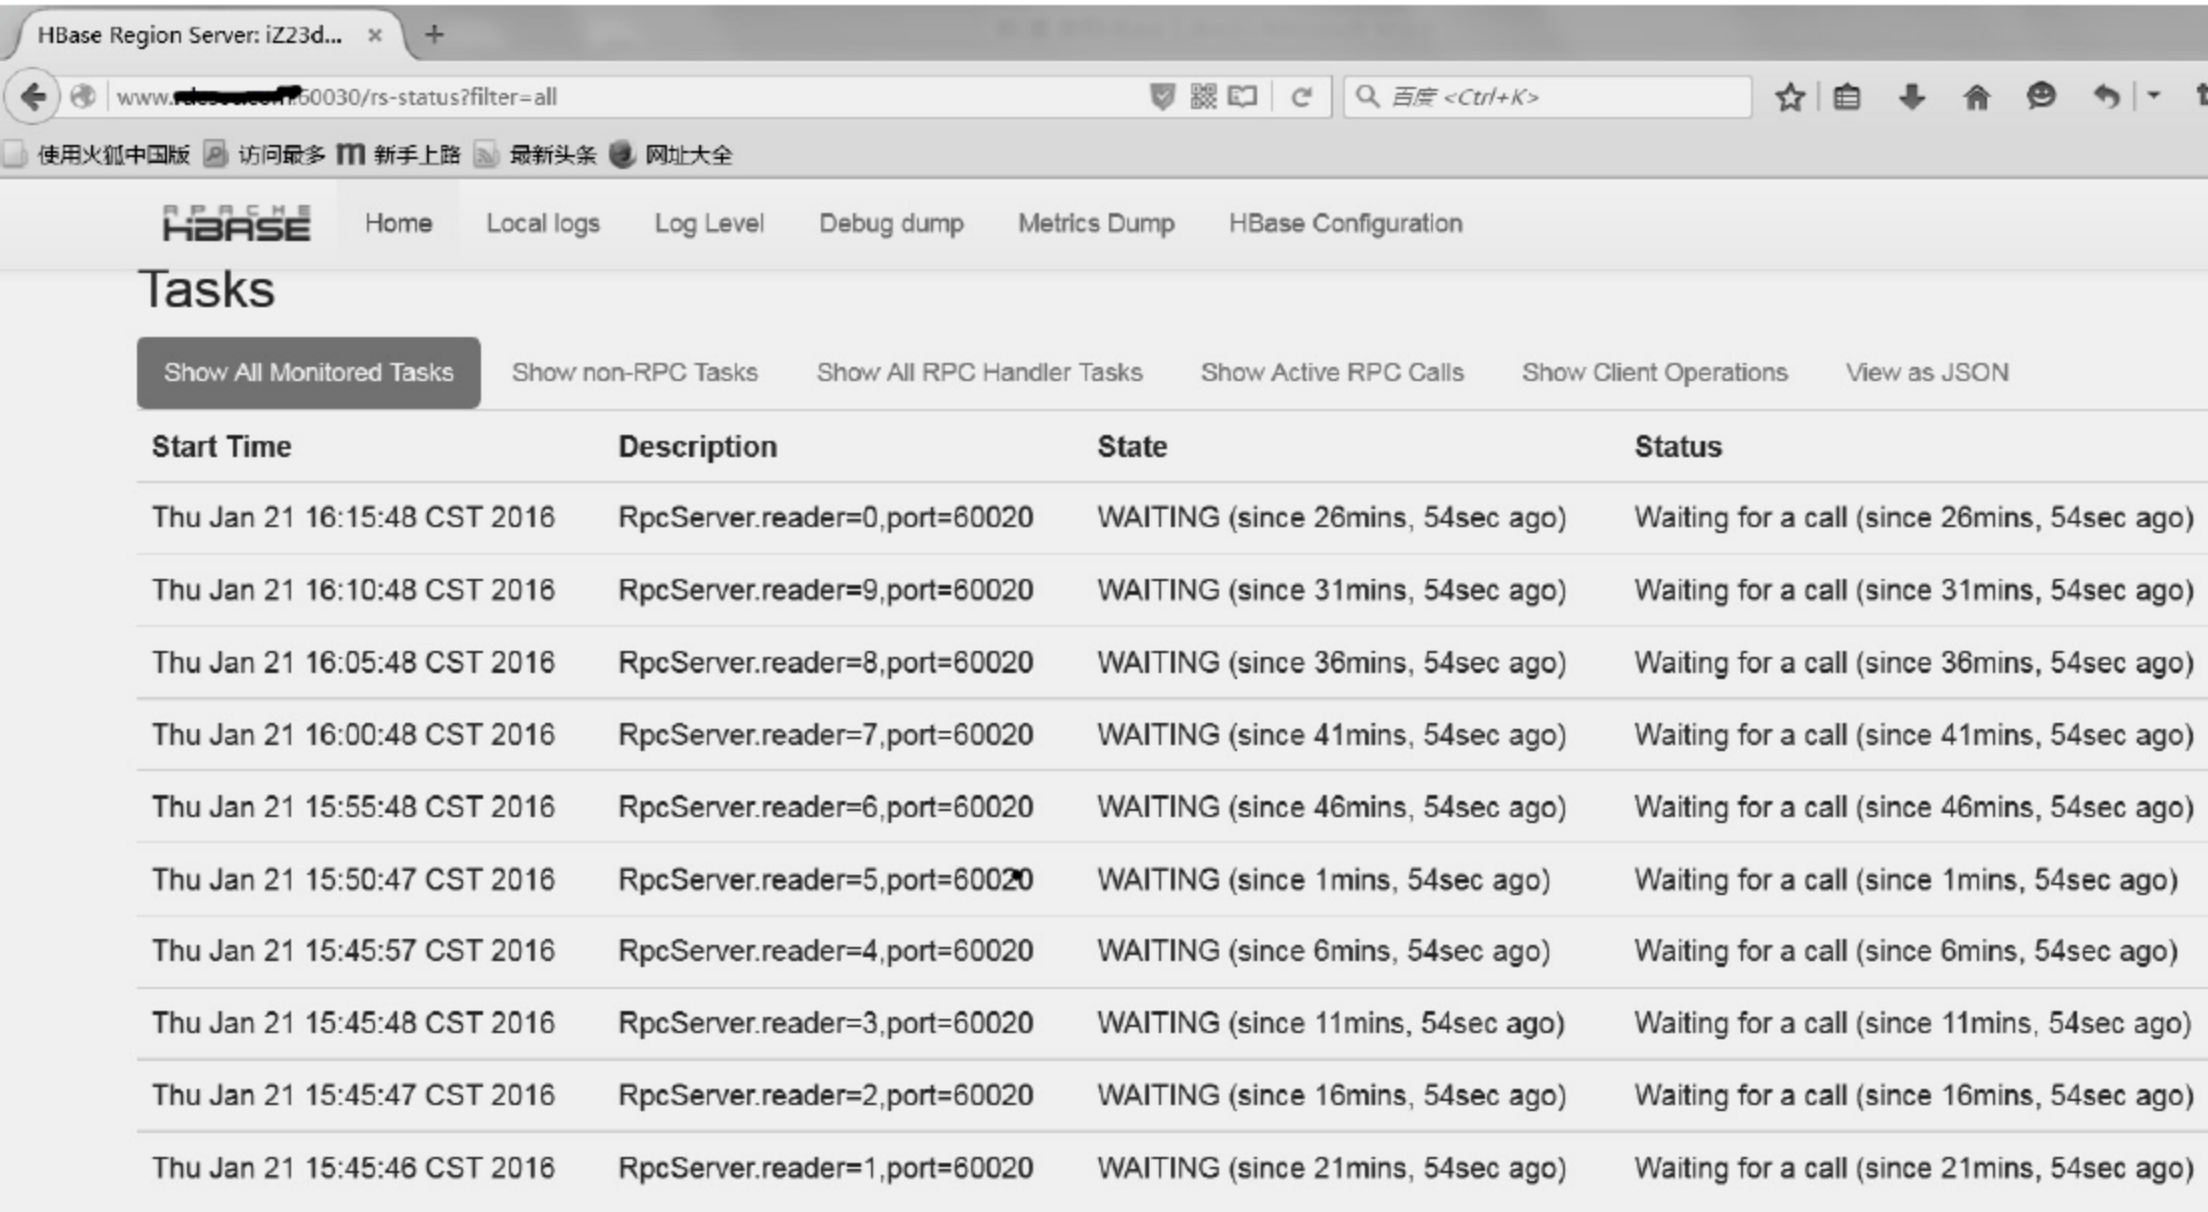 HBase Region Server: iZ23d... × +
www. 60030/rs-status?filter=all 百度 <Ctrl+K>
使用火狐中国版 访问最多 新手上路 最新头条 网址大全
APACHE
HBASE Home Local logs Log Level Debug dump Metrics Dump HBase Configuration
Tasks
Show All Monitored Tasks Show non-RPC Tasks Show All RPC Handler Tasks Show Active RPC Calls Show Client Operations View as JSON
Start Time Description State Status
Thu Jan 21 16:15:48 CST 2016 RpcServer.reader=0,port=60020 WAITING (since 26mins, 54sec ago) Waiting for a call (since 26mins, 54sec ago)
Thu Jan 21 16:10:48 CST 2016 RpcServer.reader=9,port=60020 WAITING (since 31mins, 54sec ago) Waiting for a call (since 31mins, 54sec ago)
Thu Jan 21 16:05:48 CST 2016 RpcServer.reader=8,port=60020 WAITING (since 36mins, 54sec ago) Waiting for a call (since 36mins, 54sec ago)
Thu Jan 21 16:00:48 CST 2016 RpcServer.reader=7,port=60020 WAITING (since 41mins, 54sec ago) Waiting for a call (since 41mins, 54sec ago)
Thu Jan 21 15:55:48 CST 2016 RpcServer.reader=6,port=60020 WAITING (since 46mins, 54sec ago) Waiting for a call (since 46mins, 54sec ago)
Thu Jan 21 15:50:47 CST 2016 RpcServer.reader=5,port=60020 WAITING (since 1mins, 54sec ago) Waiting for a call (since 1mins, 54sec ago)
Thu Jan 21 15:45:57 CST 2016 RpcServer.reader=4,port=60020 WAITING (since 6mins, 54sec ago) Waiting for a call (since 6mins, 54sec ago)
Thu Jan 21 15:45:48 CST 2016 RpcServer.reader=3,port=60020 WAITING (since 11mins, 54sec ago) Waiting for a call (since 11mins, 54sec ago)
Thu Jan 21 15:45:47 CST 2016 RpcServer.reader=2,port=60020 WAITING (since 16mins, 54sec ago) Waiting for a call (since 16mins, 54sec ago)
Thu Jan 21 15:45:46 CST 2016 RpcServer.reader=1,port=60020 WAITING (since 21mins, 54sec ago) Waiting for a call (since 21mins, 54sec ago)